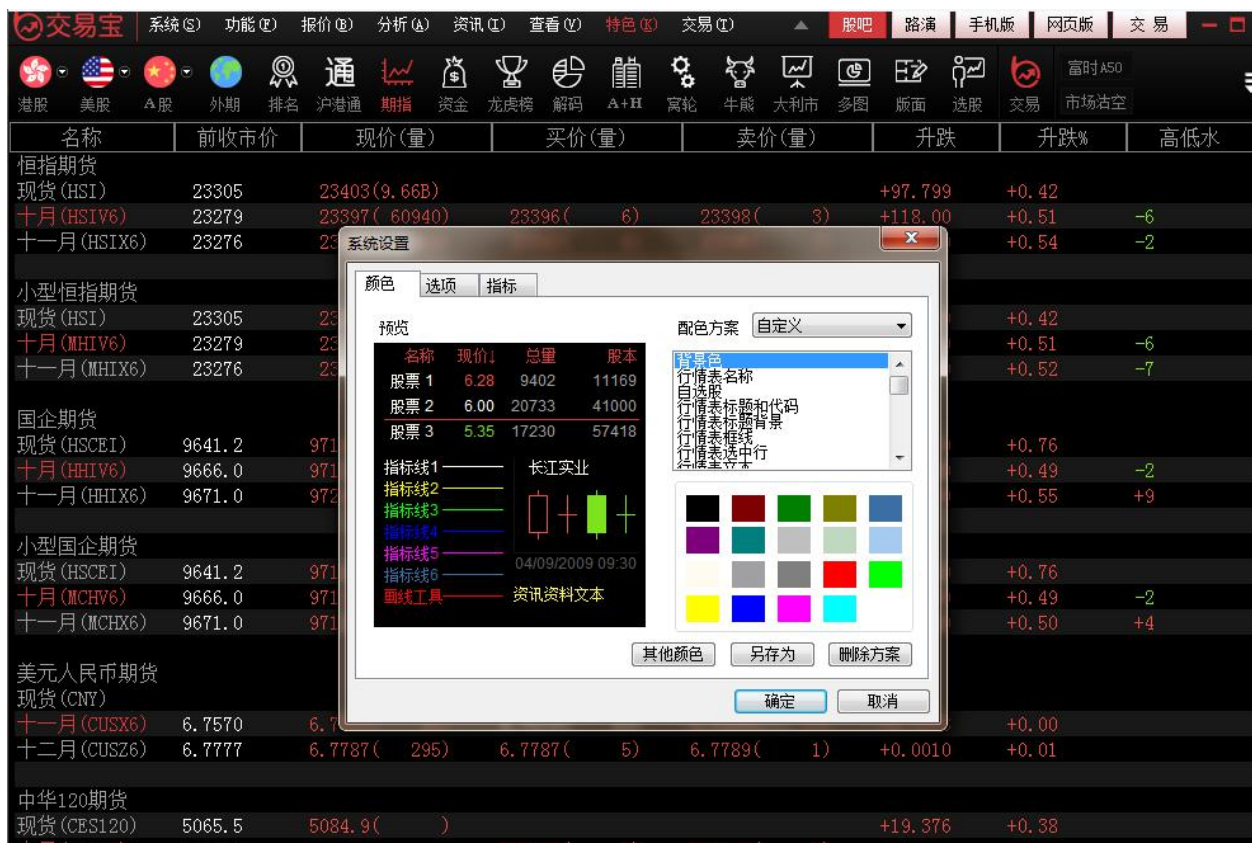 交易宝 系统(S) 功能(F) 报价(B) 分析(A) 资讯(I) 查看(V) 特色(K) 交易(T) 股吧 路演 手机版 网页版 交易
通 富时A50
港股 美股 A股 外期 排名 沪港通 期指 资金 龙虎榜 解码 A+H 窝轮 牛熊 大利市 多图 版面 选股 交易 市场沽空
名称 前收市价 现价(量) 买价(量) 卖价(量) 升跌 升跌% 高低水
恒指期货
现货(HSI) 23305 23403(9.66B) +97.799 +0.42
十月(HSIV6) 23279 23397( 60940) 23396( 6) 23398( 3) +118.00 +0.51 -6
十一月(HSIX6) 23276 23 +0.54 -2
小型恒指期货
现货(HSI) 23305 23 +0.42
十月(MHIV6) 23279 23 +0.51 -6
十一月(MHIX6) 23276 23 +0.52 -7
国企期货
现货(HSCEI) 9641.2 971 +0.76
十月(HHIV6) 9666.0 971 +0.49 -2
十一月(HHIX6) 9671.0 972 +0.55 +9
小型国企期货
现货(HSCEI) 9641.2 971 +0.76
十月(MCHV6) 9666.0 971 +0.49 -2
十一月(MCHX6) 9671.0 971 +0.50 +4
美元人民币期货
现货(CNY)
十一月(CUSX6) 6.7570 6.7 +0.00
十二月(CUSZ6) 6.7777 6.7787( 295) 6.7787( 5) 6.7789( 1) +0.0010 +0.01
中华120期货
现货(CES120) 5065.5 5084.9( ) +19.376 +0.38
系统设置
颜色 选项 指标
预览
名称 现价↓ 总量 股本
股票 1 6.28 9402 11169
股票 2 6.00 20733 41000
股票 3 5.35 17230 57418
指标线1
指标线2
指标线3
指标线4
指标线5
指标线6
画线工具
长江实业
04/09/2009 09:30
资讯资料文本
配色方案 自定义
背景色
行情表名称
自选股
行情表标题和代码
行情表标题背景
行情表框线
行情表选中行
行情表文本
其他颜色 另存为 删除方案
确定 取消